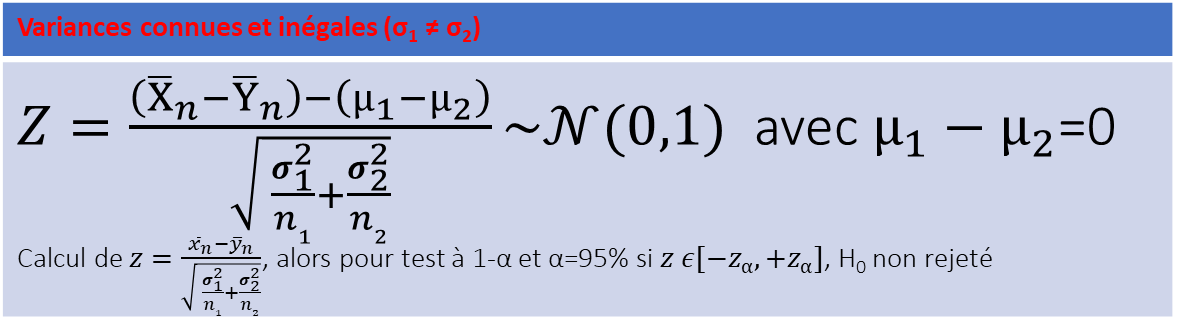 Variances connues et inégales (σ₁ ≠ σ₂)
Z = ((X̅ₙ−Y̅ₙ)−(μ₁−μ₂)) / √(σ₁²/n₁ + σ₂²/n₂) ~𝒩(0,1) avec μ₁ − μ₂=0
Calcul de z = (x̄ₙ−ȳₙ) / √(σ₁²/n₁ + σ₂²/n₂), alors pour test à 1-α et α=95% si z ϵ[−z_α, +z_α], H₀ non rejeté